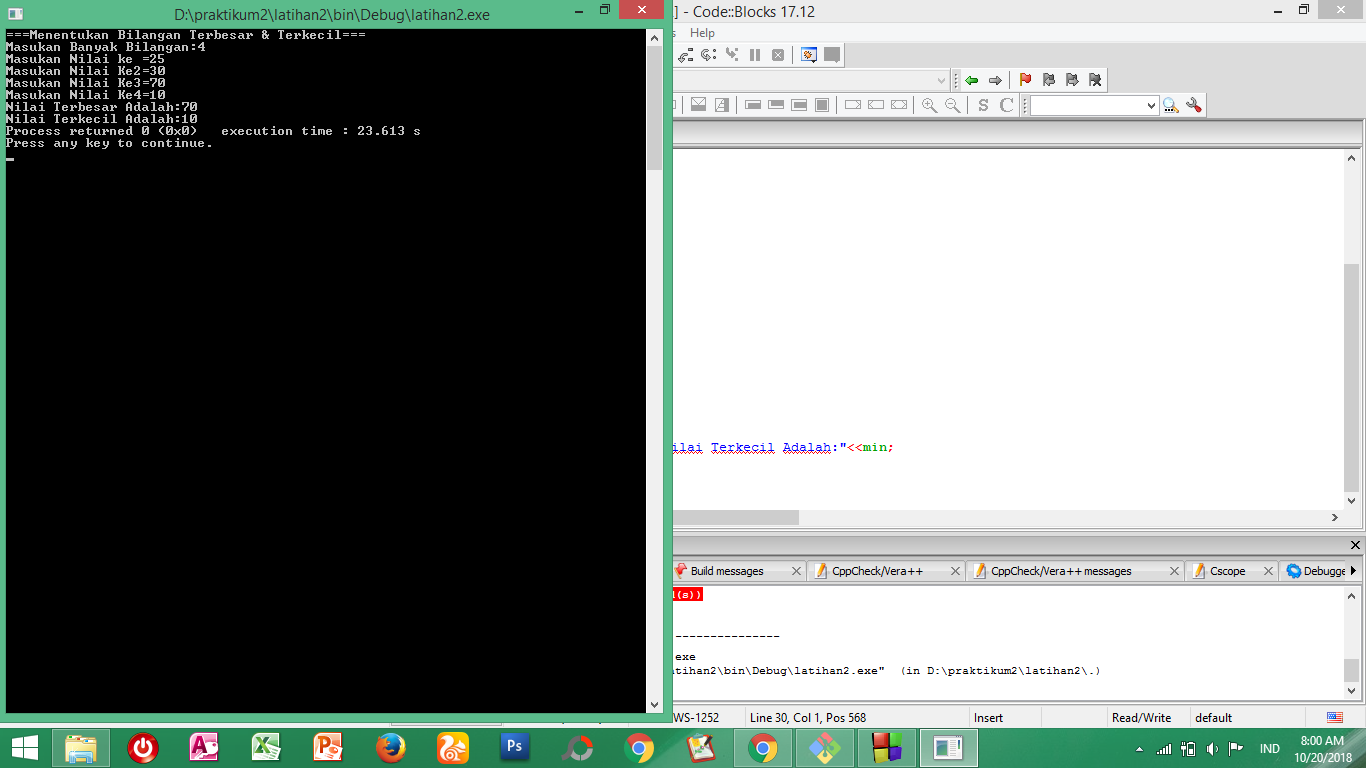 D:\praktikum2\latihan2\bin\Debug\latihan2.exe
] - Code::Blocks 17.12
===Menentukan Bilangan Terbesar & Terkecil===
Masukan Banyak Bilangan:4
Masukan Nilai ke =25
Masukan Nilai Ke2=30
Masukan Nilai Ke3=70
Masukan Nilai Ke4=10
Nilai Terbesar Adalah:70
Nilai Terkecil Adalah:10
Process returned 0 (0x0)   execution time : 23.613 s
Press any key to continue.
s Help
ilai Terkecil Adalah:"<<min;
Build messages
CppCheck/Vera++
CppCheck/Vera++ messages
Cscope
Debugge
d(s))
---------------
exe
atihan2\bin\Debug\latihan2.exe"  (in D:\praktikum2\latihan2\.)
WS-1252
Line 30, Col 1, Pos 568
Insert
Read/Write
default
Ps
IND
8:00 AM
10/20/2018